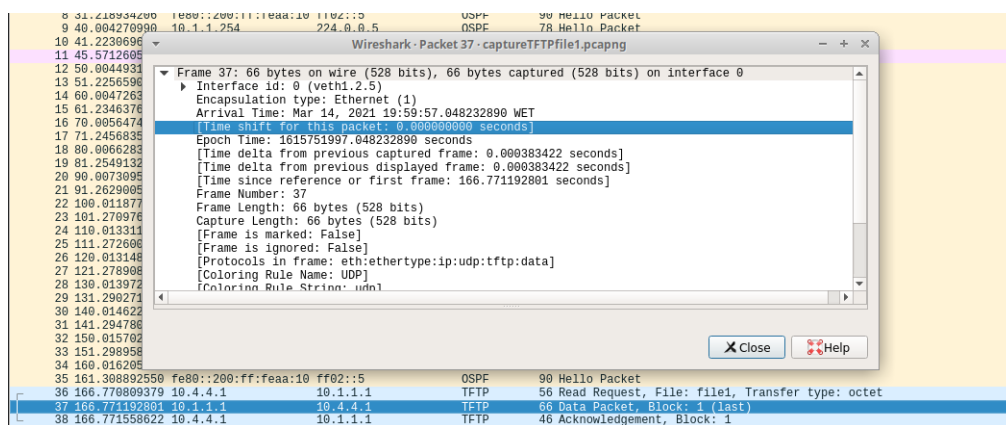 8 31.218934206 fe80::200:ff:feaa:10 ff02::5 OSPF 90 Hello Packet
9 40.004270990 10.1.1.254 224.0.0.5 OSPF 78 Hello Packet
10 41.2230696
Wireshark · Packet 37 · captureTFTPfile1.pcapng
11 45.5712605
12 50.0044931
13 51.2256590
14 60.0047263
15 61.2346376
16 70.0056474
17 71.2456835
18 80.0066283
19 81.2549132
20 90.0073095
21 91.2629005
22 100.011877
23 101.270976
24 110.013311
25 111.272600
26 120.013148
27 121.278908
28 130.013972
29 131.290271
30 140.014622
31 141.294780
32 150.015702
33 151.298958
34 160.016205
Frame 37: 66 bytes on wire (528 bits), 66 bytes captured (528 bits) on interface 0
Interface id: 0 (veth1.2.5)
Encapsulation type: Ethernet (1)
Arrival Time: Mar 14, 2021 19:59:57.048232890 WET
[Time shift for this packet: 0.000000000 seconds]
Epoch Time: 1615751997.048232890 seconds
[Time delta from previous captured frame: 0.000383422 seconds]
[Time delta from previous displayed frame: 0.000383422 seconds]
[Time since reference or first frame: 166.771192801 seconds]
Frame Number: 37
Frame Length: 66 bytes (528 bits)
Capture Length: 66 bytes (528 bits)
[Frame is marked: False]
[Frame is ignored: False]
[Protocols in frame: eth:ethertype:ip:udp:tftp:data]
[Coloring Rule Name: UDP]
[Coloring Rule String: udp]
Close
Help
35 161.308892550 fe80::200:ff:feaa:10 ff02::5 OSPF 90 Hello Packet
36 166.770809379 10.4.4.1 10.1.1.1 TFTP 56 Read Request, File: file1, Transfer type: octet
37 166.771192801 10.1.1.1 10.4.4.1 TFTP 66 Data Packet, Block: 1 (last)
38 166.771558622 10.4.4.1 10.1.1.1 TFTP 46 Acknowledgement, Block: 1